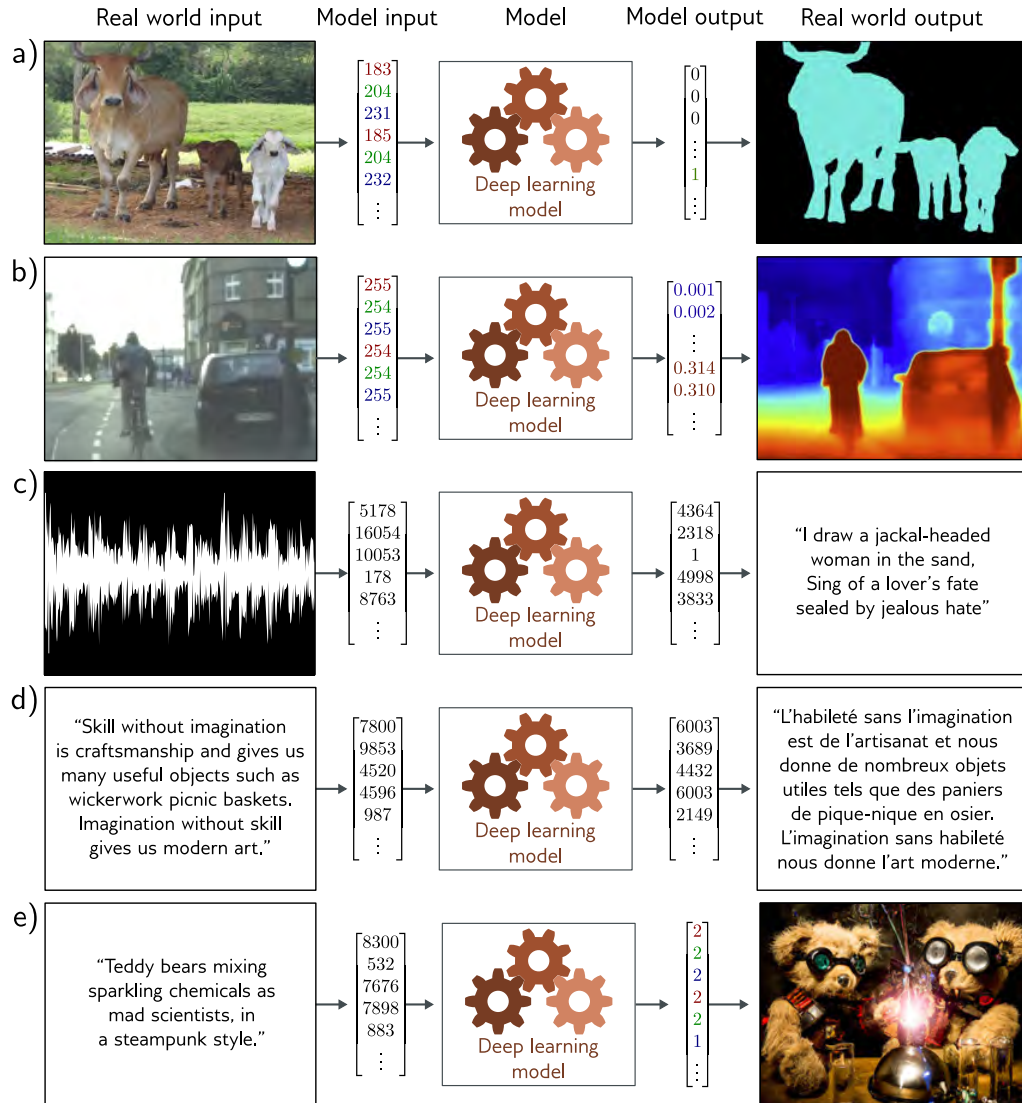 Real world input
Model input
Model
Model output
Real world output
a)
183
204
231
185
204
232
⋮
Deep learning
model
0
0
0
⋮
1
⋮
b)
255
254
255
254
254
255
⋮
Deep learning
model
0.001
0.002
⋮
0.314
0.310
⋮
c)
5178
16054
10053
178
8763
⋮
Deep learning
model
4364
2318
1
4998
3833
⋮
“I draw a jackal-headed
woman in the sand,
Sing of a lover’s fate
sealed by jealous hate”
d)
“Skill without imagination
is craftsmanship and gives us
many useful objects such as
wickerwork picnic baskets.
Imagination without skill
gives us modern art.”
7800
9853
4520
4596
987
⋮
Deep learning
model
6003
3689
4432
6003
2149
⋮
“L’habileté sans l’imagination
est de l’artisanat et nous
donne de nombreux objets
utiles tels que des paniers
de pique-nique en osier.
L’imagination sans habileté
nous donne l’art moderne.”
e)
“Teddy bears mixing
sparkling chemicals as
mad scientists, in
a steampunk style.”
8300
532
7676
7898
883
⋮
Deep learning
model
2
2
2
2
2
1
⋮